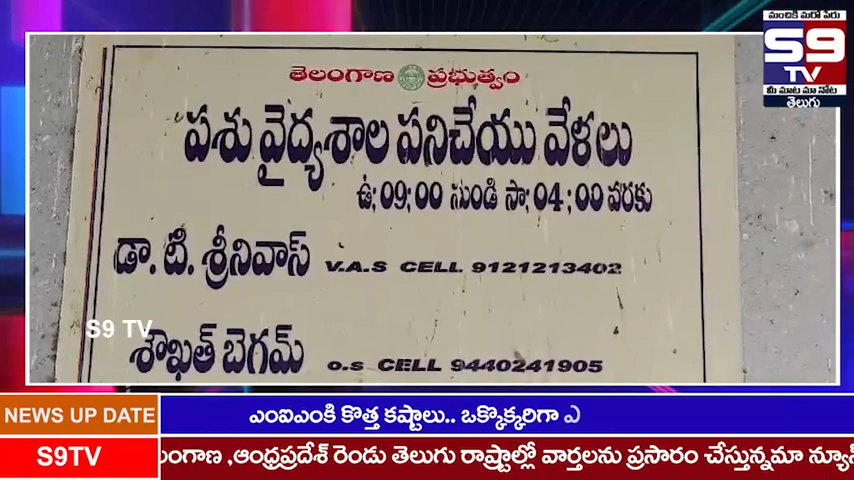 మంచికి మరో పేరు
S9
TV
మీ మాట మా నోట
తెలుగు
తెలంగాణ ప్రభుత్వం
పశు వైద్యశాల పనిచేయు వేళలు
ఉ; 09;00 నుండి సా; 04;00 వరకు
డా. టి. శ్రీనివాస్ V.A.S CELL. 9121213402
S9 TV
శౌఖత్ బెగమ్ O.S CELL 9440241905
NEWS UP DATE ఎంఐఎంకి కొత్త కష్టాలు.. ఒక్కొక్కరిగా ఎ
S9TV ,ఆంధ్రప్రదేశ్ రెండు తెలుగు రాష్ట్రాల్లో వార్తలను ప్రసారం చేస్తున్నమా